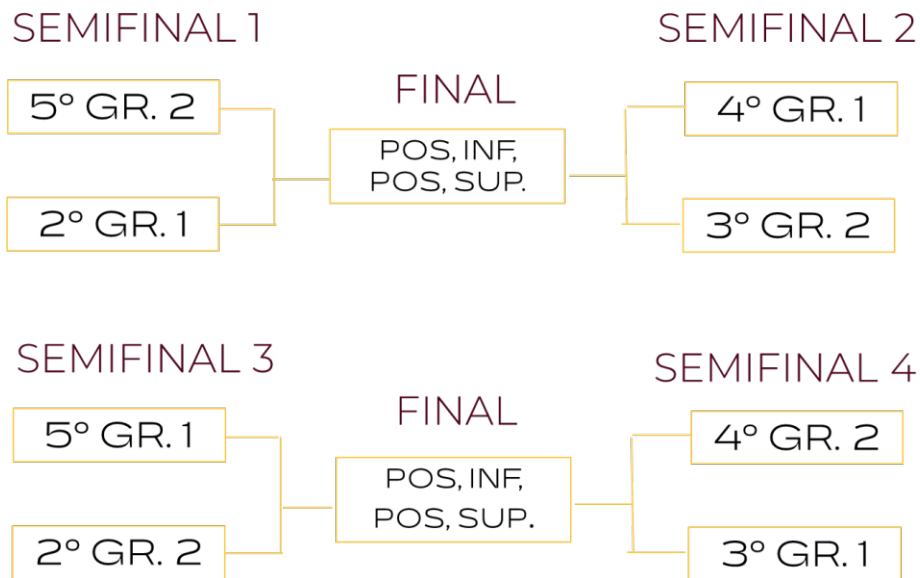 SEMIFINAL 1
5º GR. 2
2º GR. 1
FINAL
POS, INF,
POS, SUP.
SEMIFINAL 2
4º GR. 1
3º GR. 2
SEMIFINAL 3
5º GR. 1
2º GR. 2
FINAL
POS, INF,
POS, SUP.
SEMIFINAL 4
4º GR. 2
3º GR. 1